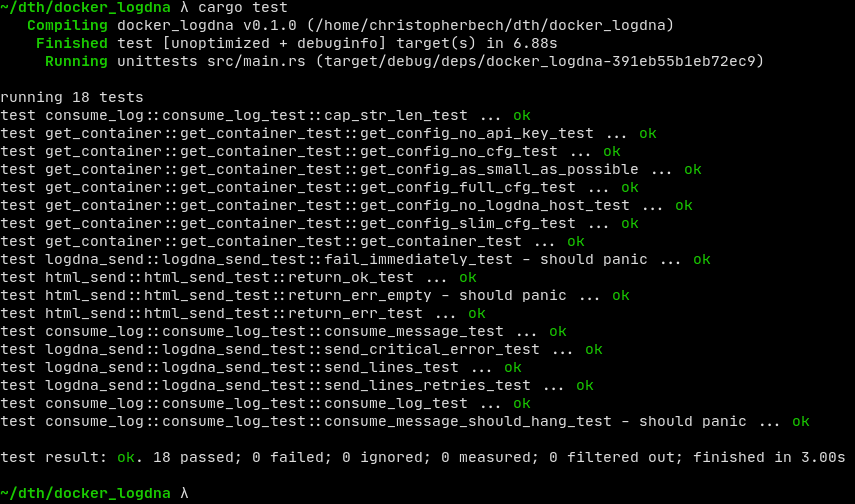 ~/dth/docker_logdna λ cargo test
   Compiling docker_logdna v0.1.0 (/home/christopherbech/dth/docker_logdna)
    Finished test [unoptimized + debuginfo] target(s) in 6.88s
     Running unittests src/main.rs (target/debug/deps/docker_logdna-391eb55b1eb72ec9)

running 18 tests
test consume_log::consume_log_test::cap_str_len_test ... ok
test get_container::get_container_test::get_config_no_api_key_test ... ok
test get_container::get_container_test::get_config_no_cfg_test ... ok
test get_container::get_container_test::get_config_as_small_as_possible ... ok
test get_container::get_container_test::get_config_full_cfg_test ... ok
test get_container::get_container_test::get_config_no_logdna_host_test ... ok
test get_container::get_container_test::get_config_slim_cfg_test ... ok
test get_container::get_container_test::get_container_test ... ok
test logdna_send::logdna_send_test::fail_immediately_test - should panic ... ok
test html_send::html_send_test::return_ok_test ... ok
test html_send::html_send_test::return_err_empty - should panic ... ok
test html_send::html_send_test::return_err_test ... ok
test consume_log::consume_log_test::consume_message_test ... ok
test logdna_send::logdna_send_test::send_critical_error_test ... ok
test logdna_send::logdna_send_test::send_lines_test ... ok
test logdna_send::logdna_send_test::send_lines_retries_test ... ok
test consume_log::consume_log_test::consume_log_test ... ok
test consume_log::consume_log_test::consume_message_should_hang_test - should panic ... ok

test result: ok. 18 passed; 0 failed; 0 ignored; 0 measured; 0 filtered out; finished in 3.00s

~/dth/docker_logdna λ